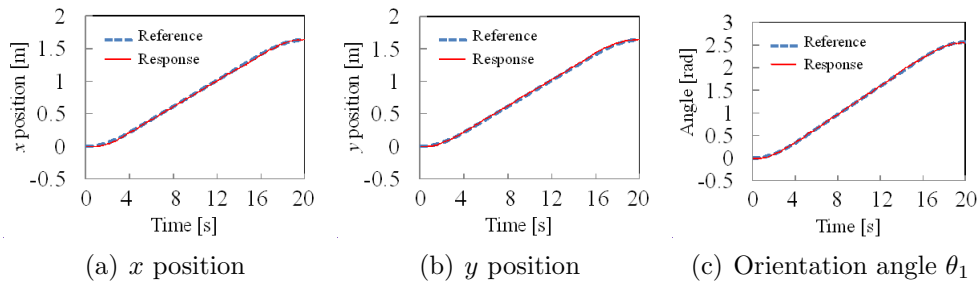 2
1.5
1
0.5
0
-0.5
x position [m]
Reference
Response
0 4 8 12 16 20
Time [s]
(a) x position
2
1.5
1
0.5
0
-0.5
y position [m]
Reference
Response
0 4 8 12 16 20
Time [s]
(b) y position
3
2.5
2
1.5
1
0.5
0
-0.5
Angle [rad]
Reference
Response
0 4 8 12 16 20
Time [s]
(c) Orientation angle θ₁